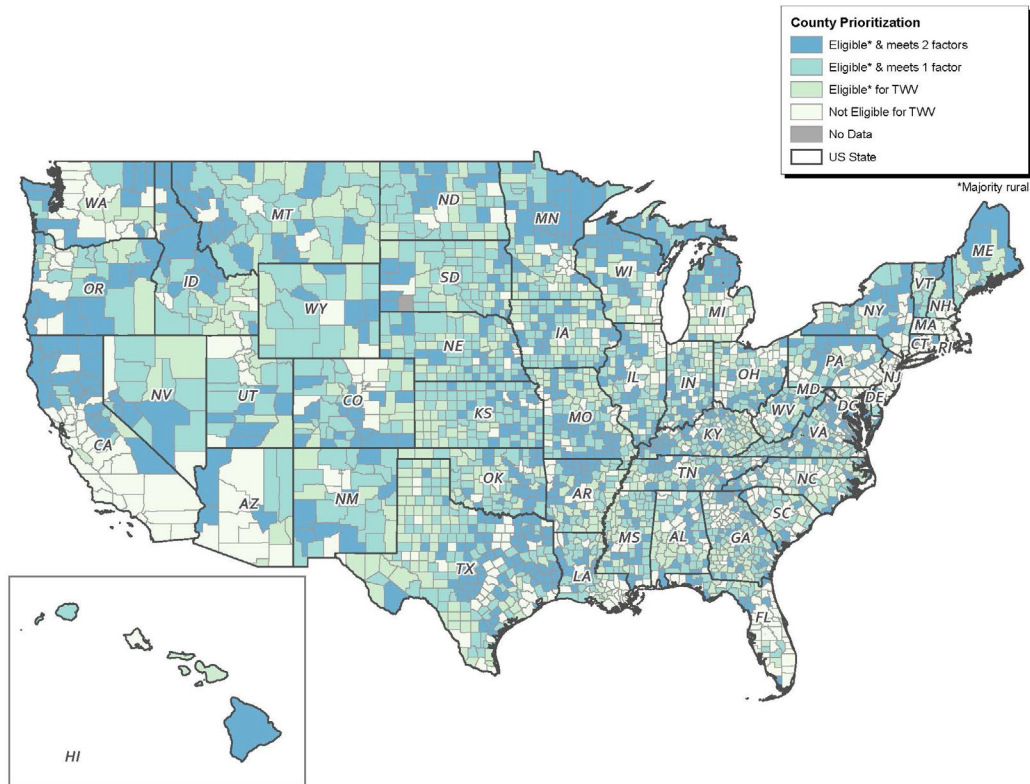 County Prioritization
Eligible* & meets 2 factors
Eligible* & meets 1 factor
Eligible* for TWV
Not Eligible for TWV
No Data
US State
*Majority rural
WA
MT
ND
MN
ME
OR
ID
SD
WI
VT
NH
WY
MI
NY
MA
CT
RI
NE
IA
PA
NV
UT
CO
IL
IN
OH
NJ
MD
DE
DC
KS
MO
WV
VA
CA
KY
OK
AR
TN
NC
AZ
NM
SC
MS
AL
GA
TX
LA
FL
HI